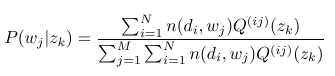 P(w_j|z_k) = \frac{\sum_{i=1}^{N} n(d_i, w_j) Q^{(ij)}(z_k)}{\sum_{j=1}^{M} \sum_{i=1}^{N} n(d_i, w_j) Q^{(ij)}(z_k)}